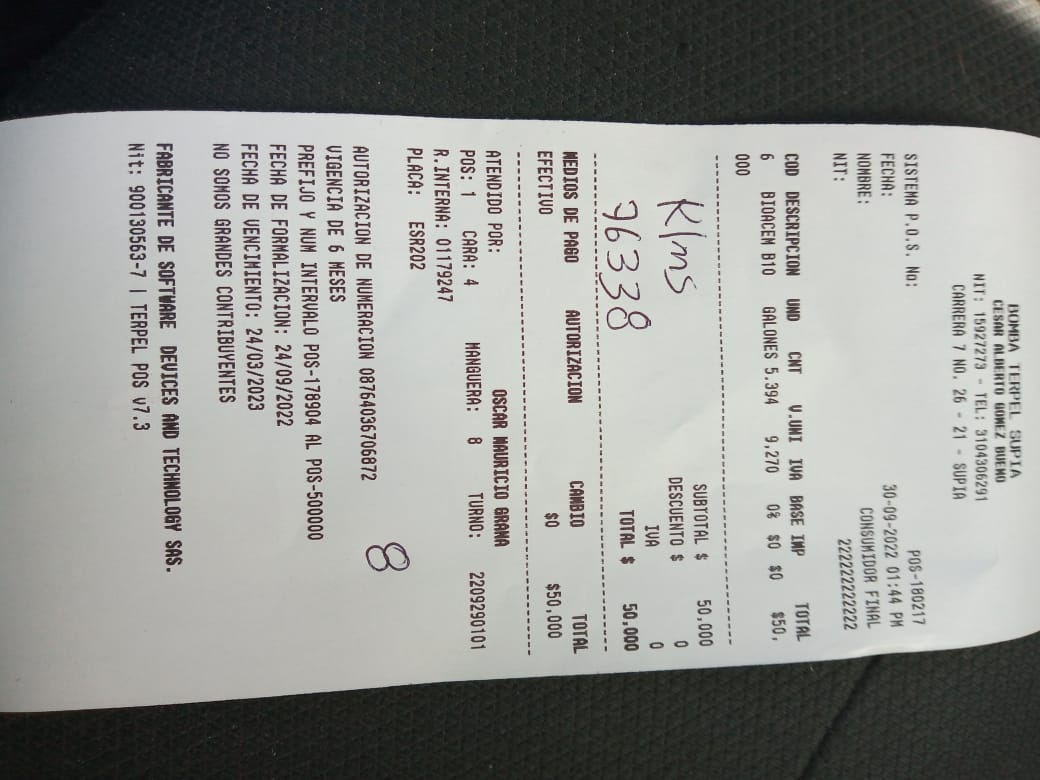 BOMBA TERPEL SUPIA
CESAR ALBERTO GOMEZ BUENO
NIT: 15927273 - TEL: 3104306291
CARRERA 7 NO. 26 - 21 - SUPIA
SISTEMA P.O.S. No: POS-180217
FECHA: 30-09-2022 01:44 PM
NOMBRE: CONSUMIDOR FINAL
NIT: 222222222222
COD DESCRIPCION UND CNT V.UNI IVA BASE IMP TOTAL
6 BIOACEM B10 GALONES 5.394 9,270 0% $0 $0 $50,
000
SUBTOTAL $ 50,000
DESCUENTO $ 0
IVA 0
TOTAL $ 50,000
Klms
96338
MEDIOS DE PAGO AUTORIZACION CAMBIO TOTAL
EFECTIVO $0 $50,000
ATENDIDO POR: OSCAR MAURICIO GRANA
POS: 1 CARA: 4 MANGUERA: 8 TURNO: 2209290101
R.INTERNA: 01179247
PLACA: ESR202
8
AUTORIZACION DE NUMERACION 08764036706872
VIGENCIA DE 6 MESES
PREFIJO Y NUM INTERVALO POS-178904 AL POS-500000
FECHA DE FORMALIZACION: 24/09/2022
FECHA DE VENCIMIENTO: 24/03/2023
NO SOMOS GRANDES CONTRIBUYENTES
FABRICANTE DE SOFTWARE DEVICES AND TECHNOLOGY SAS.
Nit: 90130563-7 | TERPEL POS v7.3